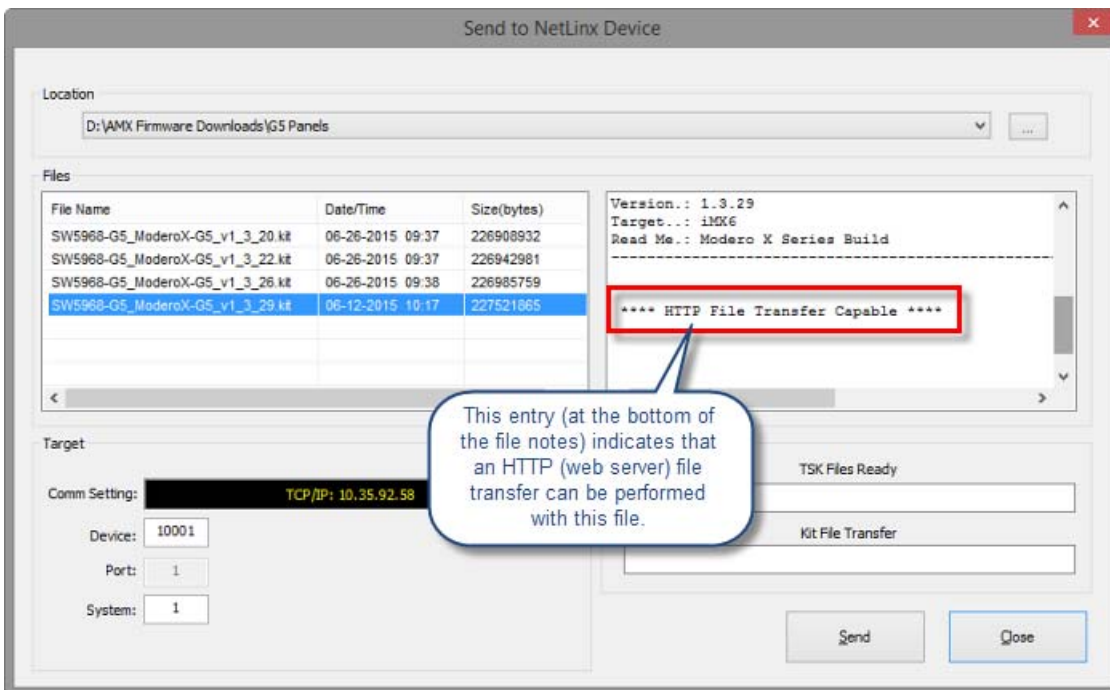 Send to NetLinx Device
Location
D:\AMX Firmware Downloads\G5 Panels
...
Files
File Name Date/Time Size(bytes)
SW5968-G5_ModeroX-G5_v1_3_20.kit 06-26-2015 09:37 226908932
SW5968-G5_ModeroX-G5_v1_3_22.kit 06-26-2015 09:37 226942981
SW5968-G5_ModeroX-G5_v1_3_26.kit 06-26-2015 09:38 226985759
SW5968-G5_ModeroX-G5_v1_3_29.kit 06-12-2015 10:17 227521865
Version.: 1.3.29
Target..: iMX6
Read Me.: Modero X Series Build
----------------------------------------------------
**** HTTP File Transfer Capable ****
This entry (at the bottom of
the file notes) indicates that
an HTTP (web server) file
transfer can be performed
with this file.
Target
Comm Setting: TCP/IP: 10.35.92.58
Device: 10001
Port: 1
System: 1
TSK Files Ready
Kit File Transfer
Send
Close